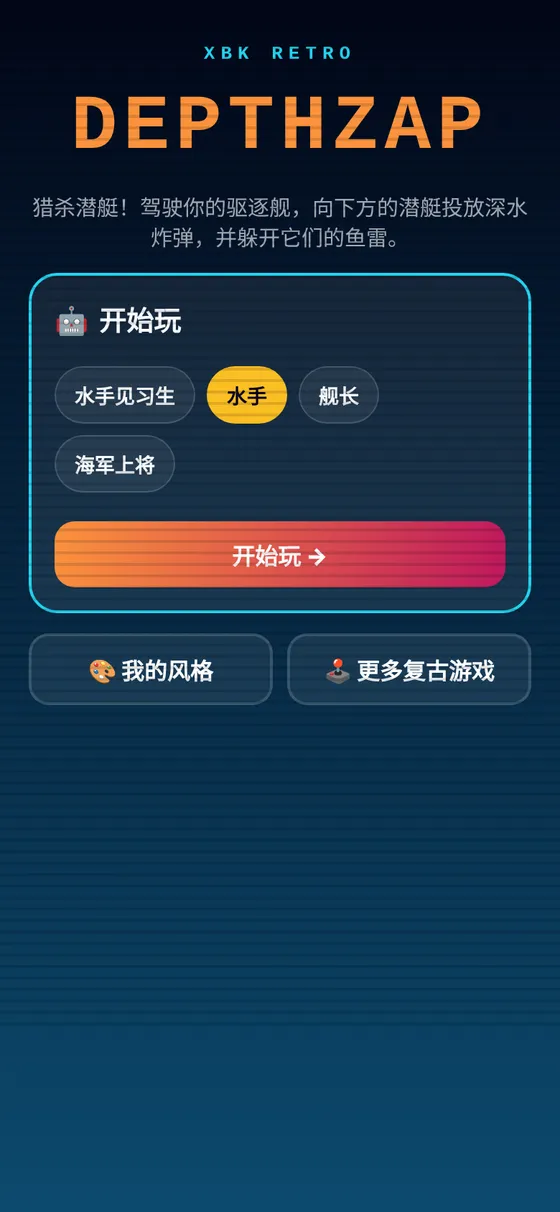 XBK RETRO
DEPTHZAP
猎杀潜艇！驾驶你的驱逐舰，向下方的潜艇投放深水
炸弹，并躲开它们的鱼雷。
🤖 开始玩
水手见习生 水手 舰长
海军上将
开始玩 →
🎨 我的风格 🕹️ 更多复古游戏